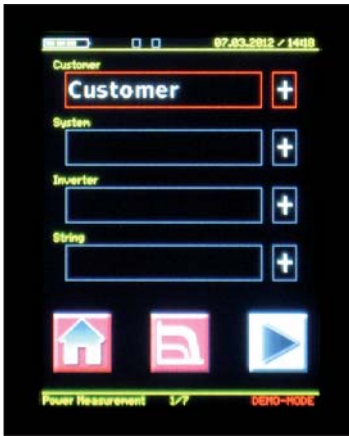 07.03.2012 / 14:18
Customer
Customer
+
System
+
Inverter
+
String
+
Power Measurement 1/7 DEMO-MODE